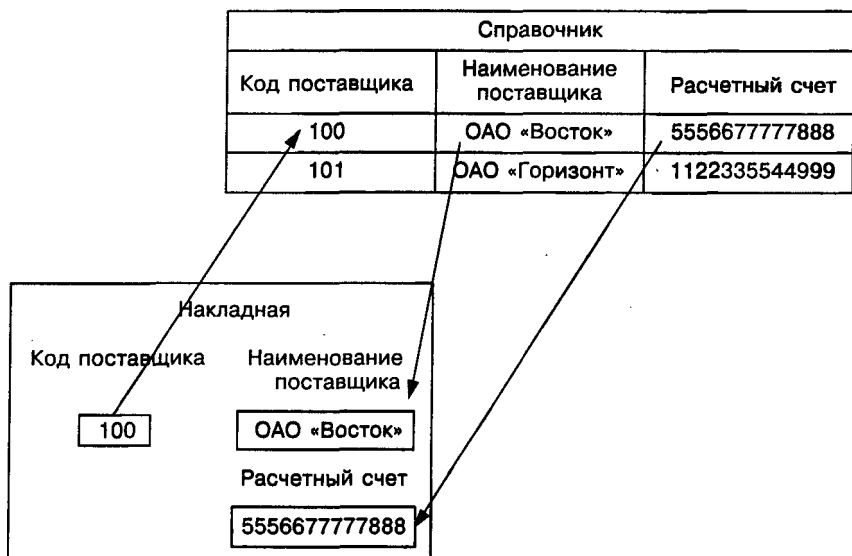 Справочник
Код поставщика
Наименование
поставщика
Расчетный счет
100
ОАО «Восток»
5556677777888
101
ОАО «Горизонт»
1122335544999
Накладная
Код поставщика
Наименование
поставщика
100
ОАО «Восток»
Расчетный счет
5556677777888